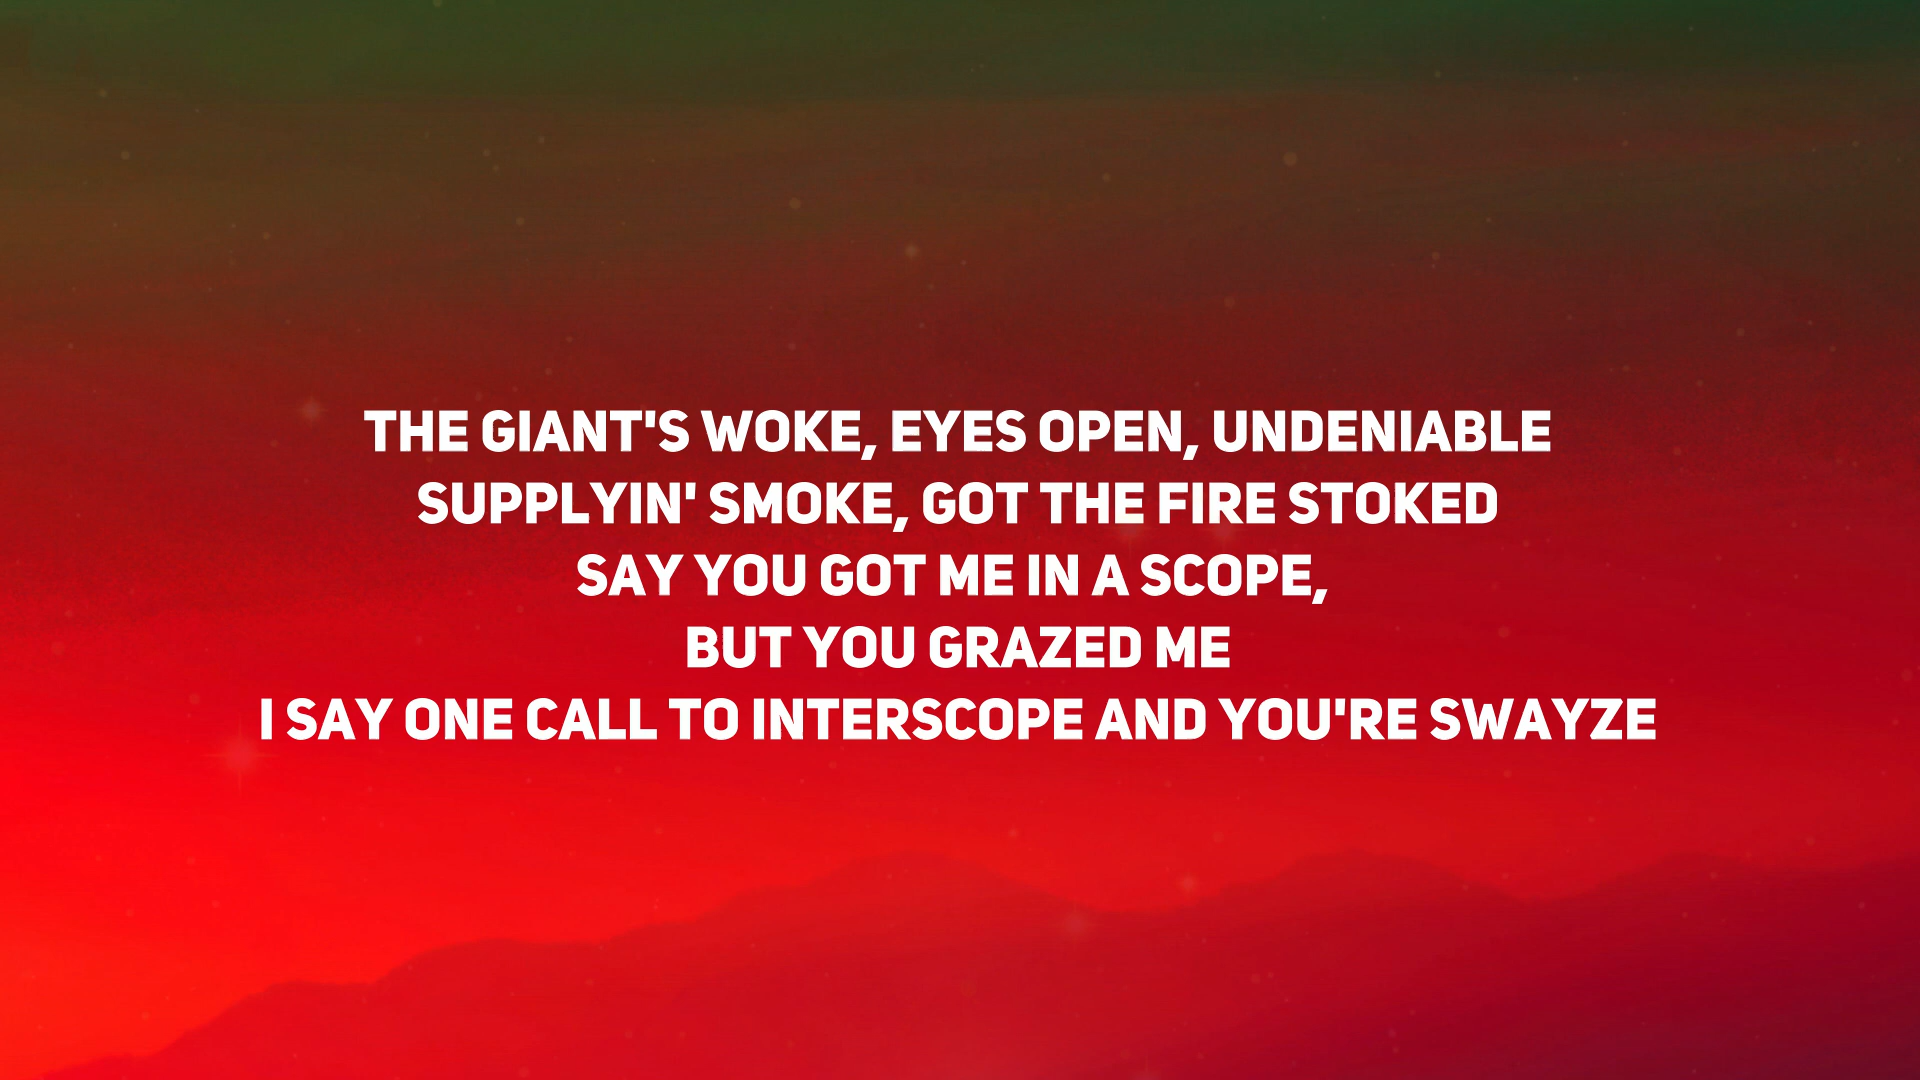 THE GIANT'S WOKE, EYES OPEN, UNDENIABLE
SUPPLYIN' SMOKE, GOT THE FIRE STOKED
SAY YOU GOT ME IN A SCOPE,
BUT YOU GRAZED ME
I SAY ONE CALL TO INTERSCOPE AND YOU'RE SWAYZE